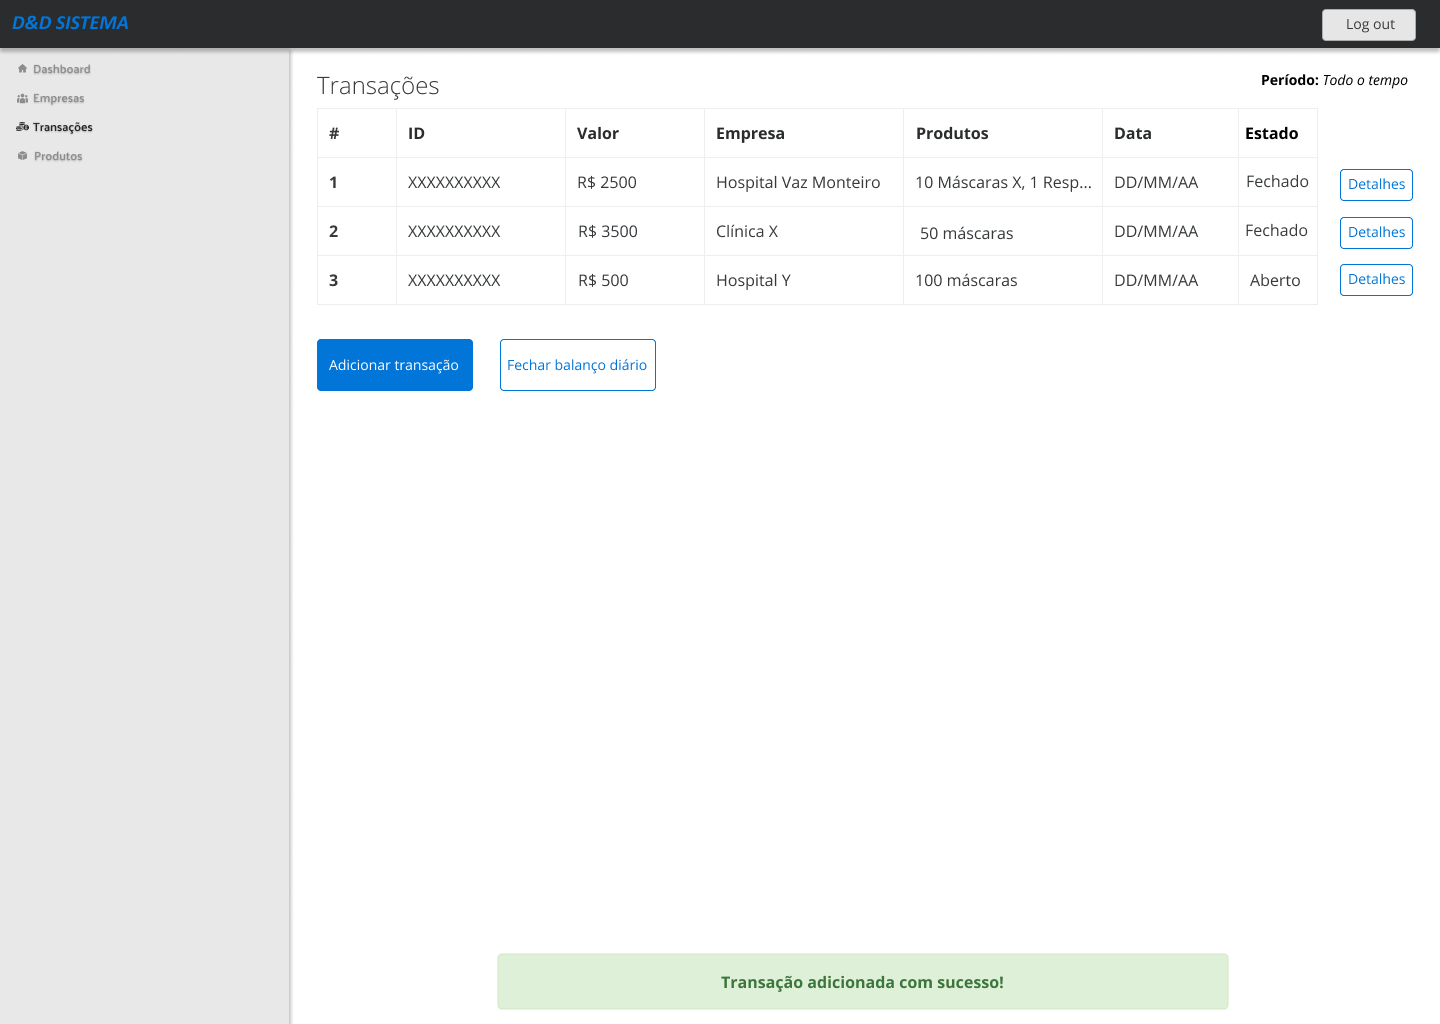 D&D SISTEMA
Log out
Dashboard
Empresas
Transações
Produtos
Transações
Período: Todo o tempo
# ID Valor Empresa Produtos Data Estado
1 XXXXXXXXXX R$ 2500 Hospital Vaz Monteiro 10 Máscaras X, 1 Resp... DD/MM/AA Fechado Detalhes
2 XXXXXXXXXX R$ 3500 Clínica X 50 máscaras DD/MM/AA Fechado Detalhes
3 XXXXXXXXXX R$ 500 Hospital Y 100 máscaras DD/MM/AA Aberto Detalhes
Adicionar transação Fechar balanço diário
Transação adicionada com sucesso!